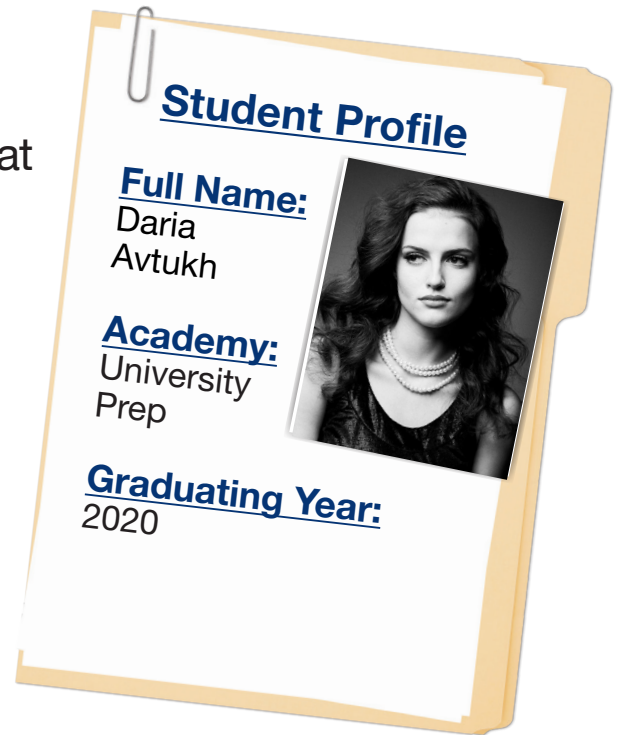 at
Student Profile
Full Name:
Daria
Avtukh
Academy:
University
Prep
Graduating Year:
2020